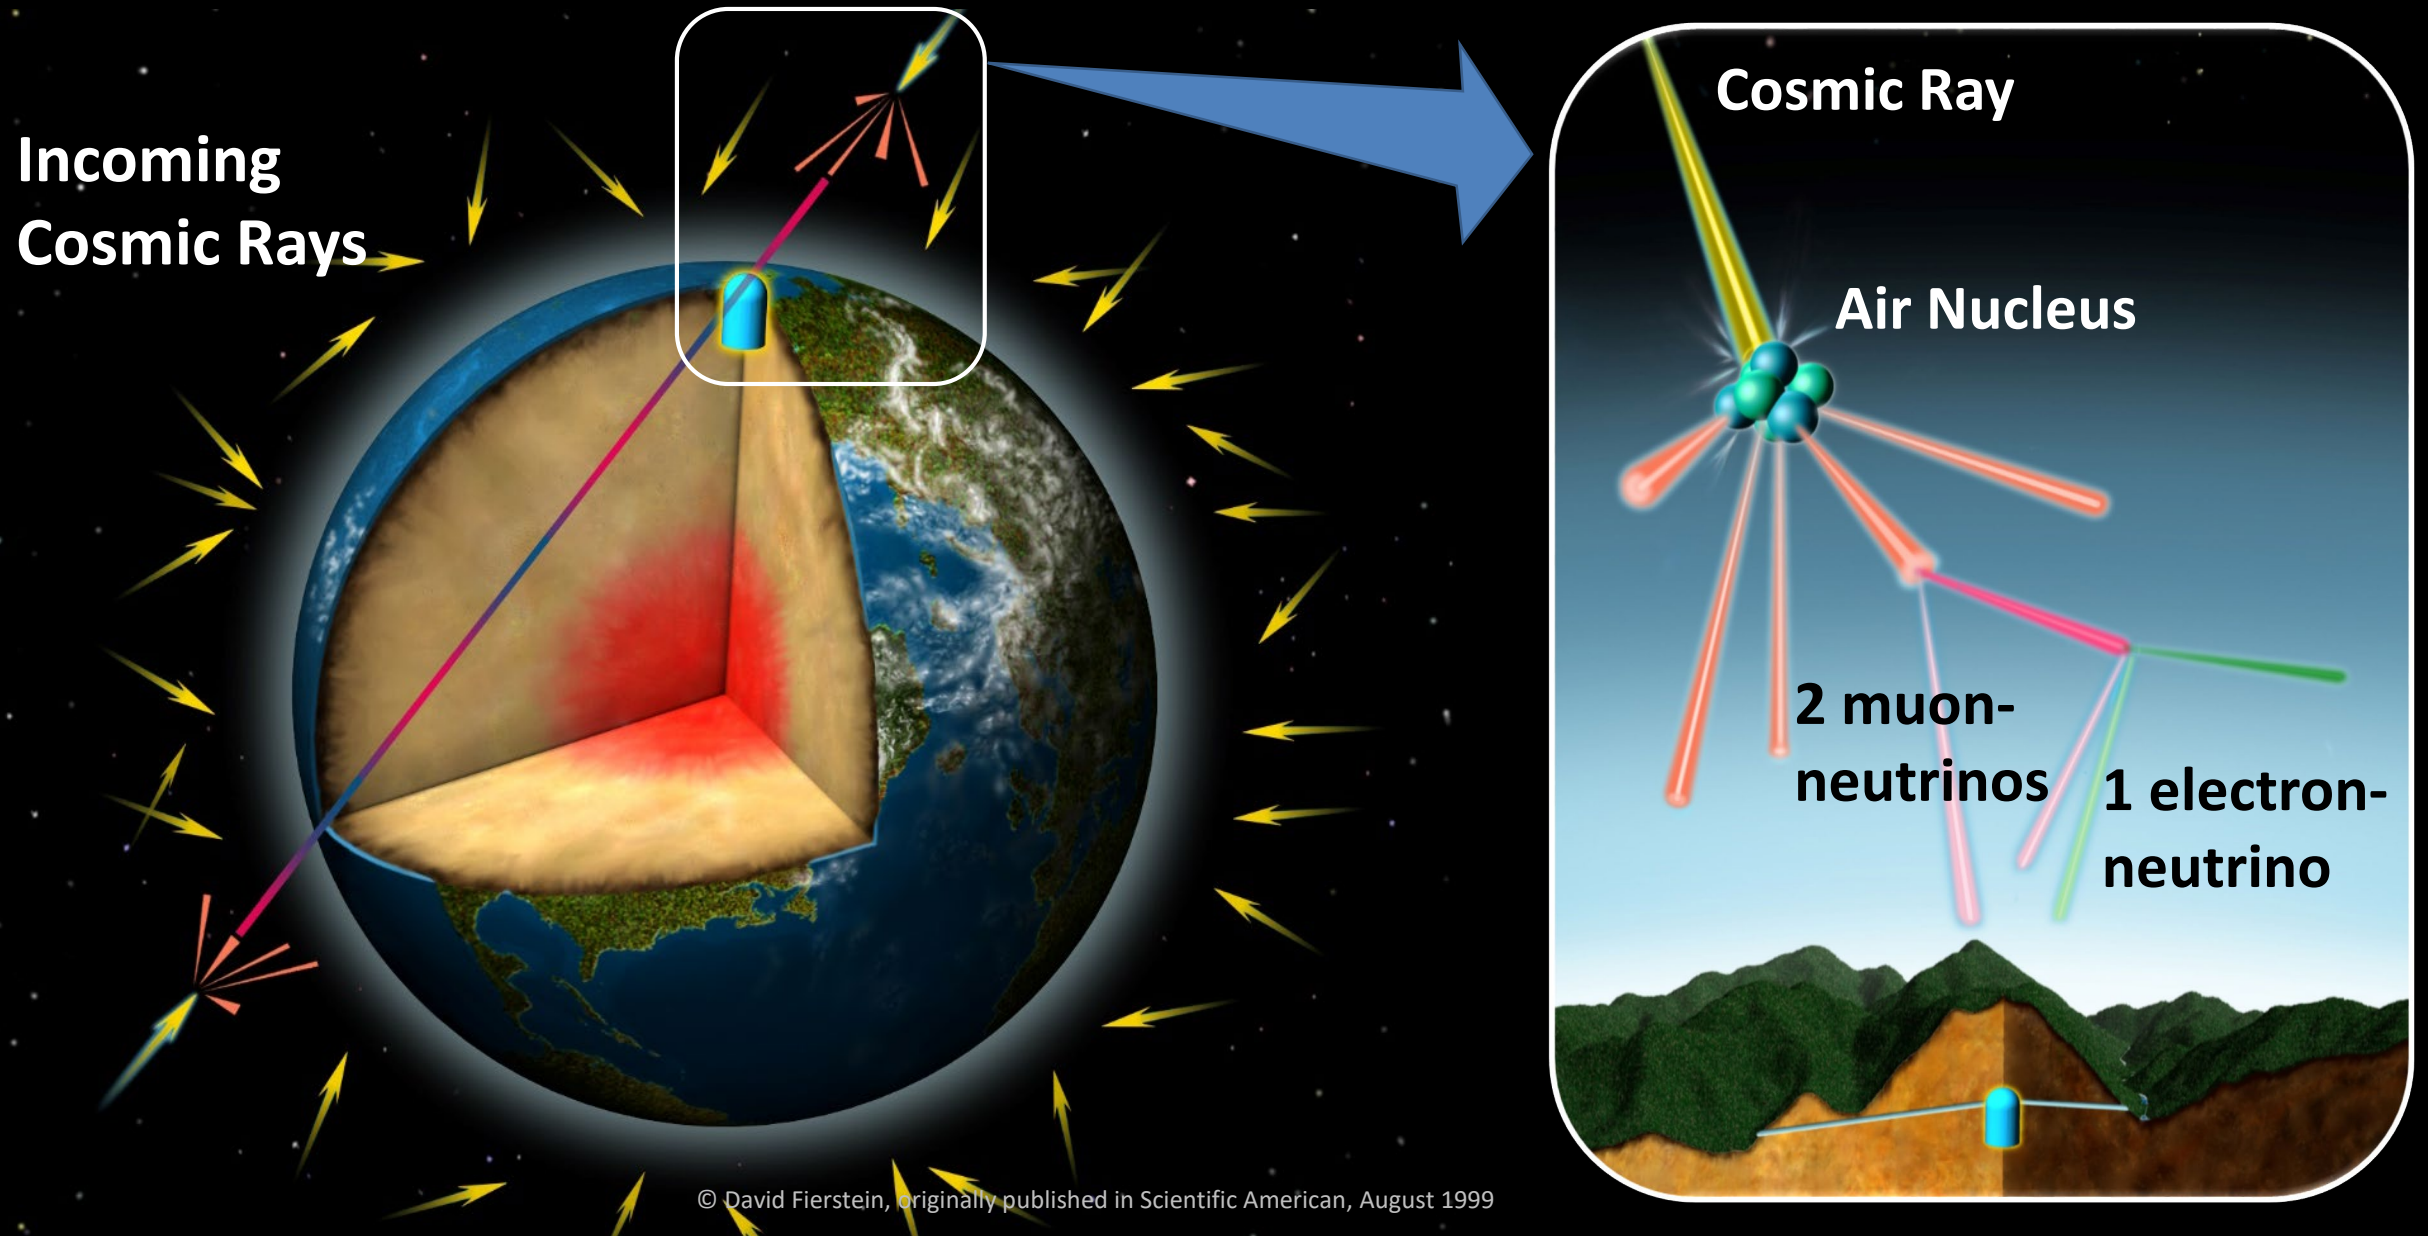 Incoming
Cosmic Rays
Cosmic Ray
Air Nucleus
2 muon-
neutrinos
1 electron-
neutrino
© David Fierstein, originally published in Scientific American, August 1999